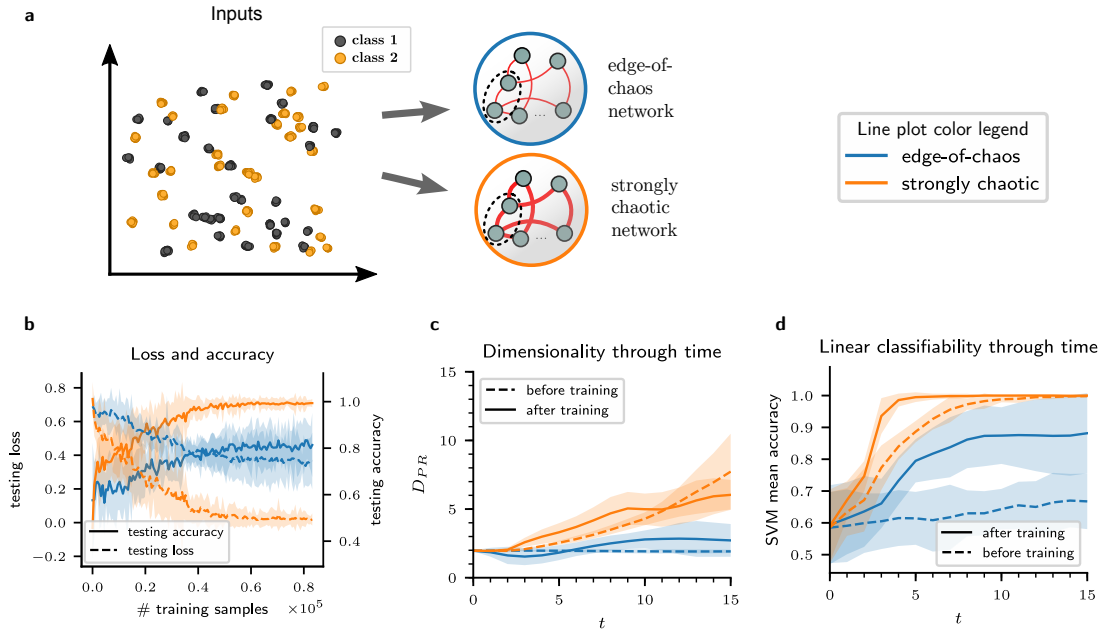 a
Inputs
class 1
class 2
edge-of-
chaos
network
...
strongly
chaotic
network
...
Line plot color legend
edge-of-chaos
strongly chaotic
b
Loss and accuracy
testing loss
0.8
0.6
0.4
0.2
0.0
−0.2
1.0
0.8
0.6
0.4
testing accuracy
testing accuracy
testing loss
0.0
0.2
0.4
0.6
0.8
# training samples
×10⁵
c
Dimensionality through time
before training
after training
D_{PR}
15
10
5
0
0
5
10
15
t
d
Linear classifiability through time
SVM mean accuracy
1.0
0.9
0.8
0.7
0.6
0.5
after training
before training
0
5
10
15
t